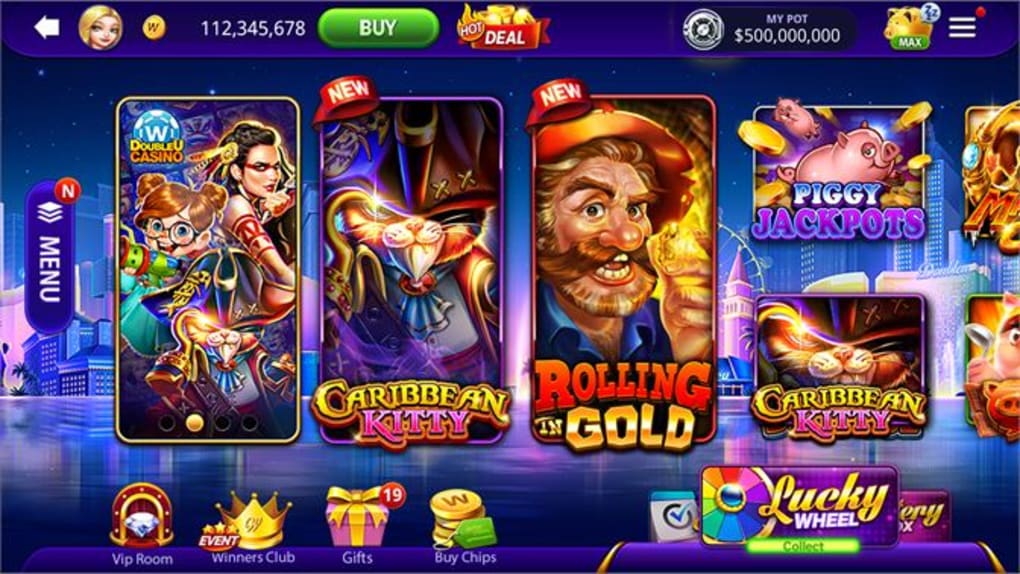 W
112,345,678
BUY
HOT
DEAL
MY POT
$500,000,000
ZZ
MAX
W
DOUBLEU
CASINO
NEW
CARIBBEAN
KITTY
NEW
ROLLING
IN GOLD
PIGGY
JACKPOTS
CARIBBEAN
KITTY
N
MENU
Vip Room
EVENT
Winners Club
19
Gifts
W
Buy Chips
Lucky
WHEEL
Collect